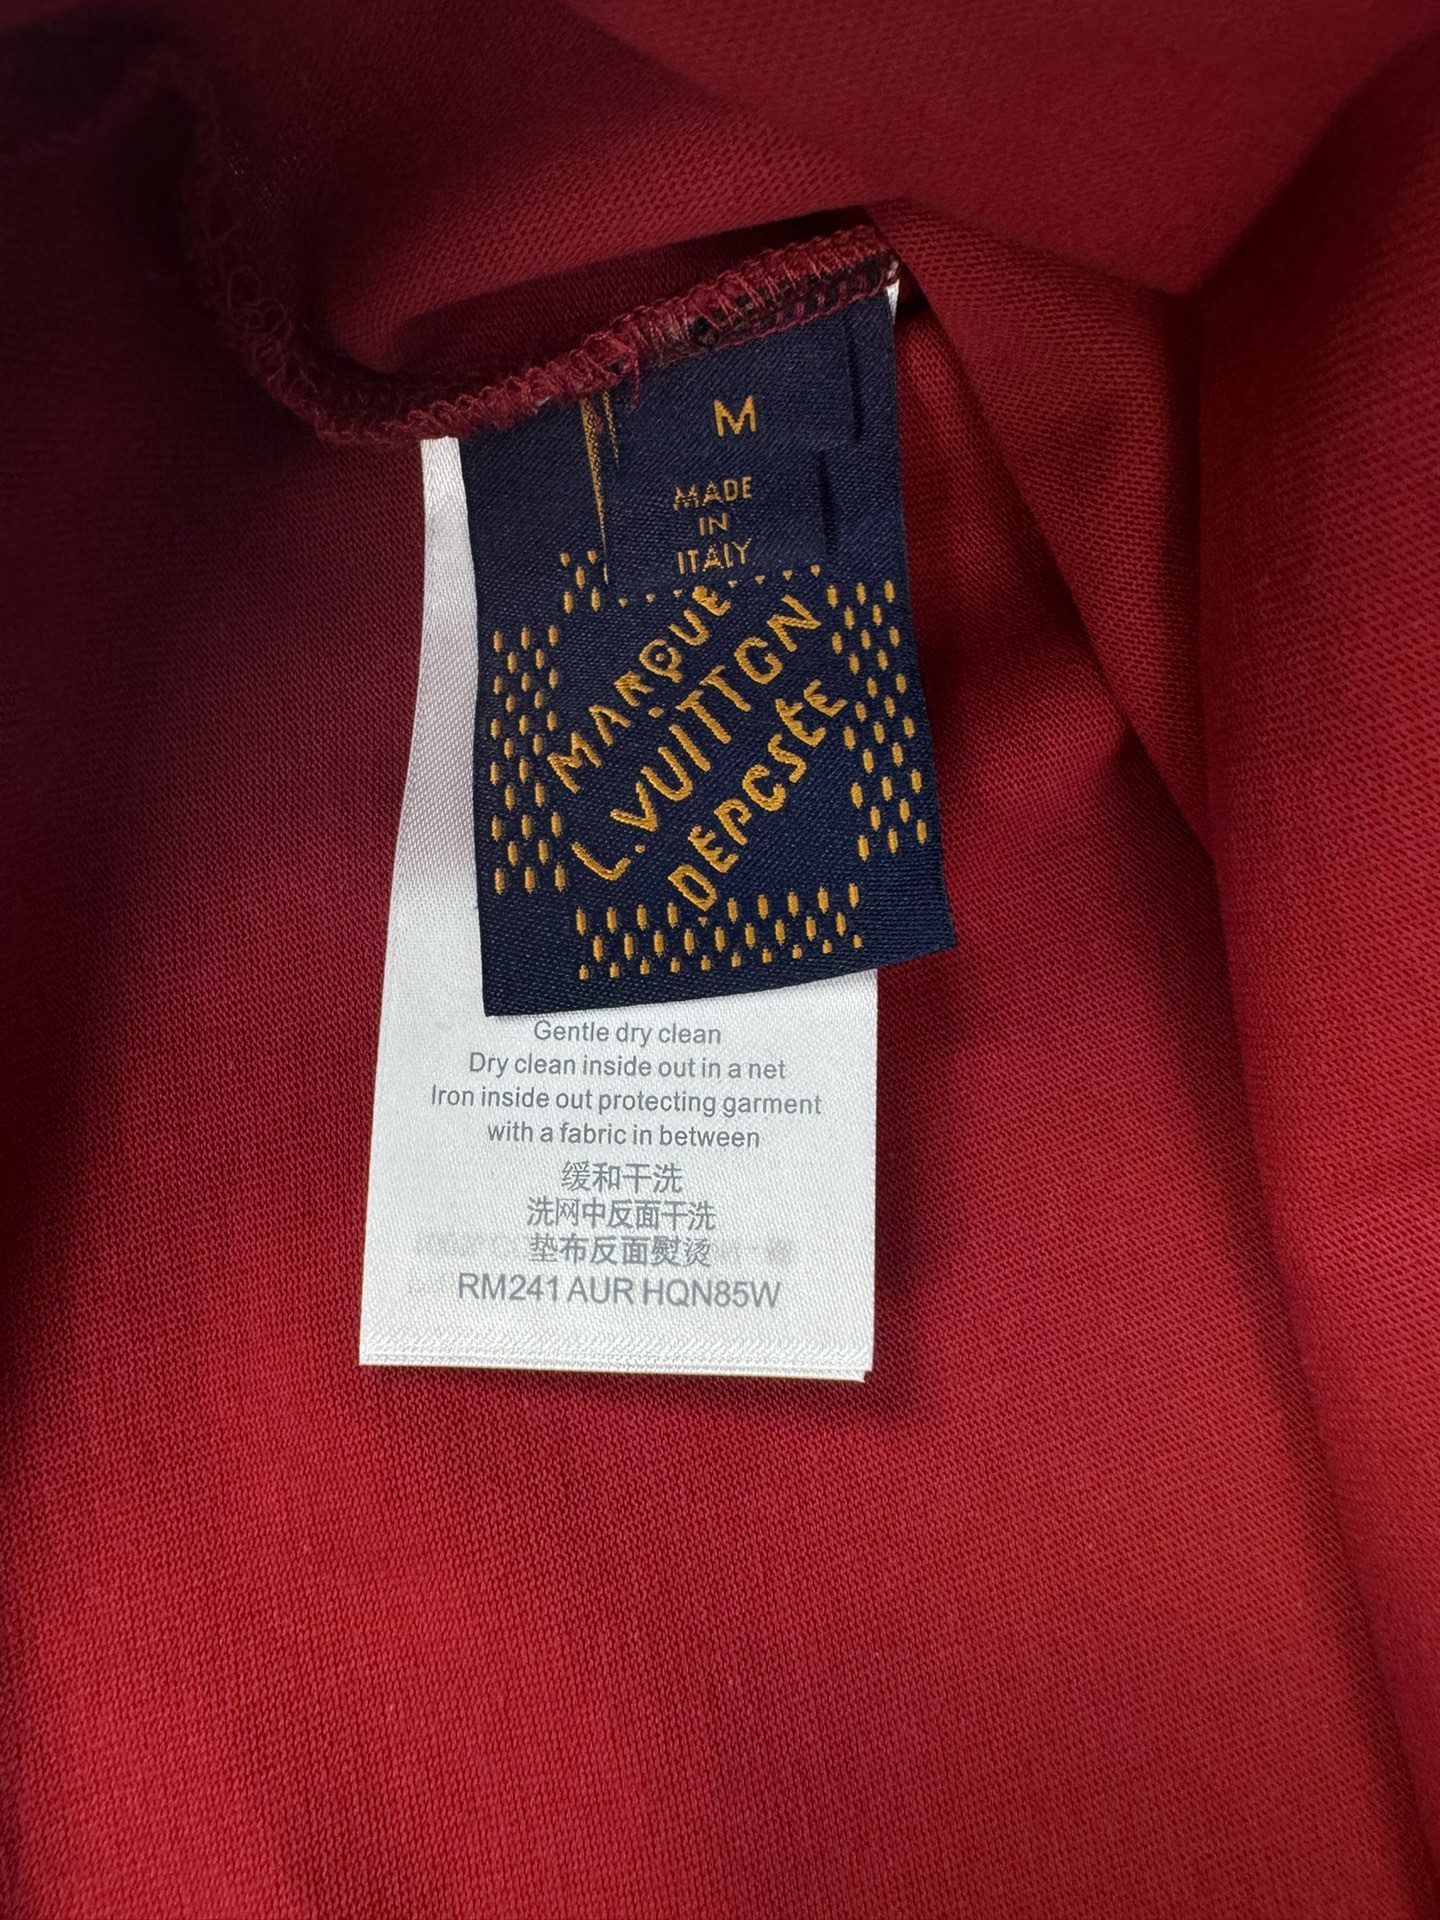 M
MADE
IN
ITALY
MARQUE
L.VUITTGN
DEPCSÉE
Gentle dry clean
Dry clean inside out in a net
Iron inside out protecting garment
with a fabric in between
缓和干洗
洗网中反面干洗
垫布反面熨烫
RM241 AUR HQN85W